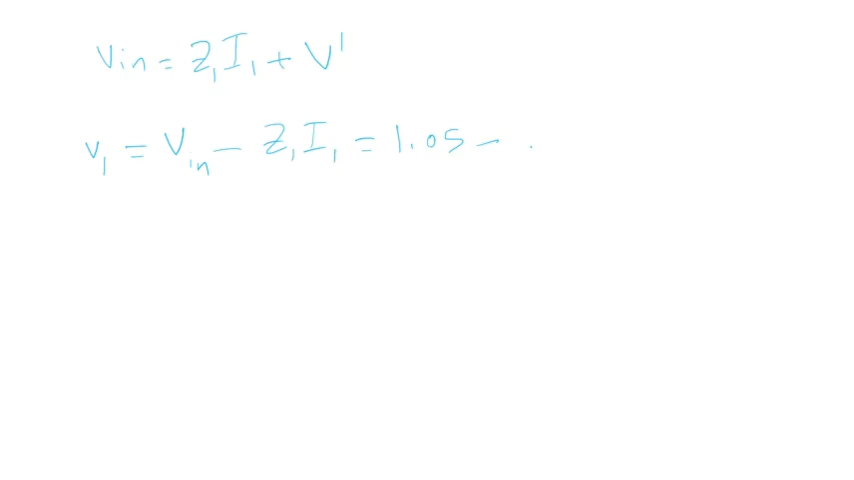 Vin = Z₁I₁ + V'
V₁ = Vin - Z₁I₁ = 1.05 - .